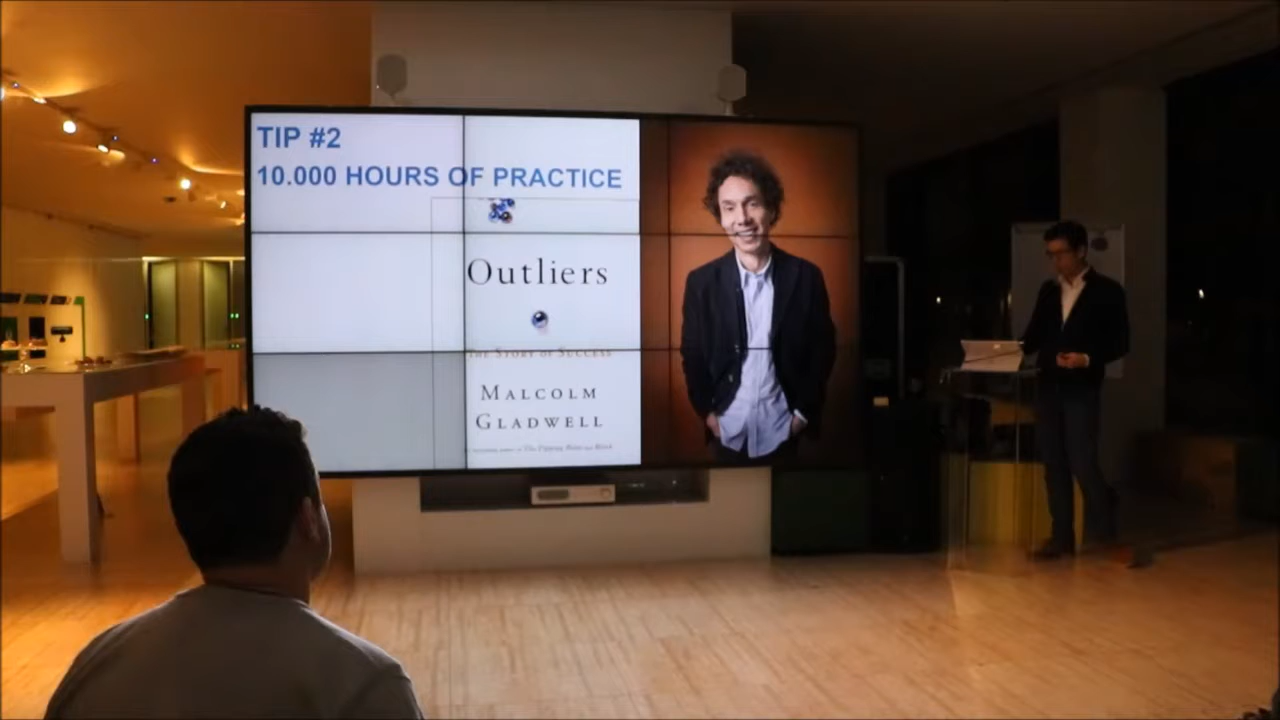 TIP #2
10.000 HOURS OF PRACTICE
Outliers
THE STORY OF SUCCESS
MALCOLM
GLADWELL